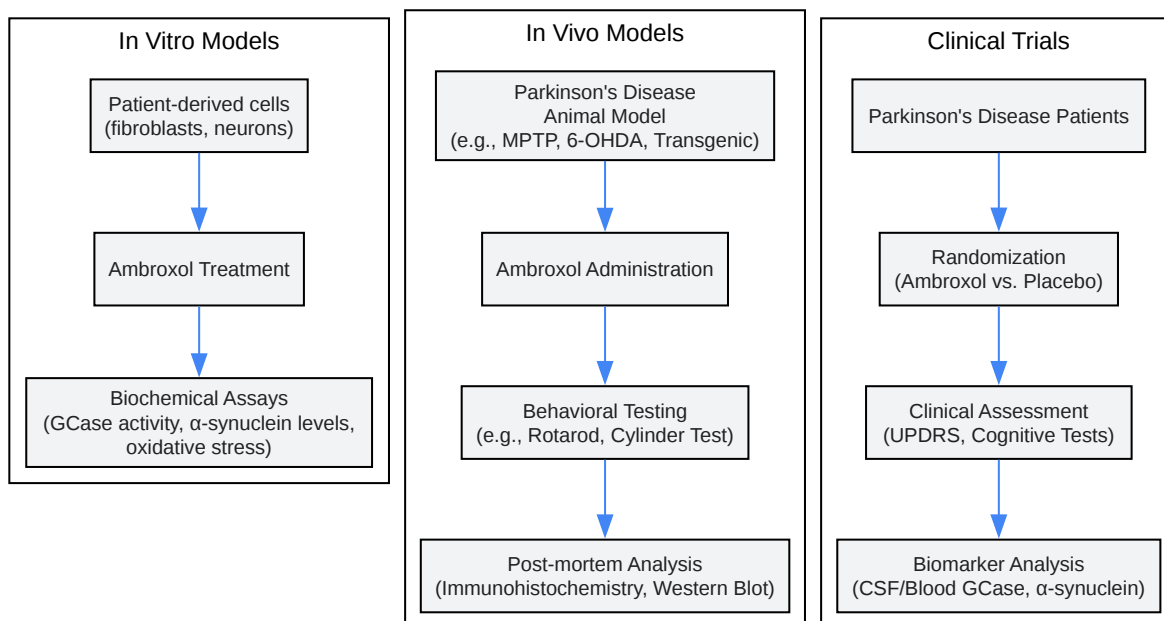 In Vitro Models
Patient-derived cells
(fibroblasts, neurons)
Ambroxol Treatment
Biochemical Assays
(GCase activity, α-synuclein levels,
oxidative stress)
In Vivo Models
Parkinson's Disease
Animal Model
(e.g., MPTP, 6-OHDA, Transgenic)
Ambroxol Administration
Behavioral Testing
(e.g., Rotarod, Cylinder Test)
Post-mortem Analysis
(Immunohistochemistry, Western Blot)
Clinical Trials
Parkinson's Disease Patients
Randomization
(Ambroxol vs. Placebo)
Clinical Assessment
(UPDRS, Cognitive Tests)
Biomarker Analysis
(CSF/Blood GCase, α-synuclein)